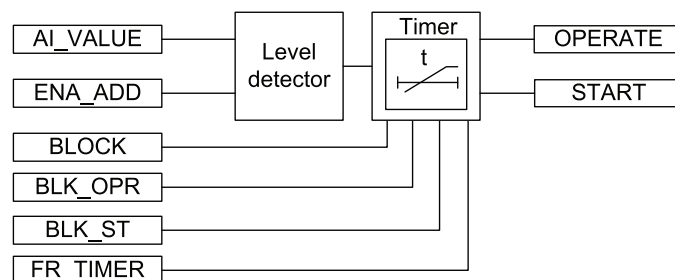 AI_VALUE
ENA_ADD
BLOCK
BLK_OPR
BLK_ST
FR_TIMER
Level
detector
Timer
t
OPERATE
START